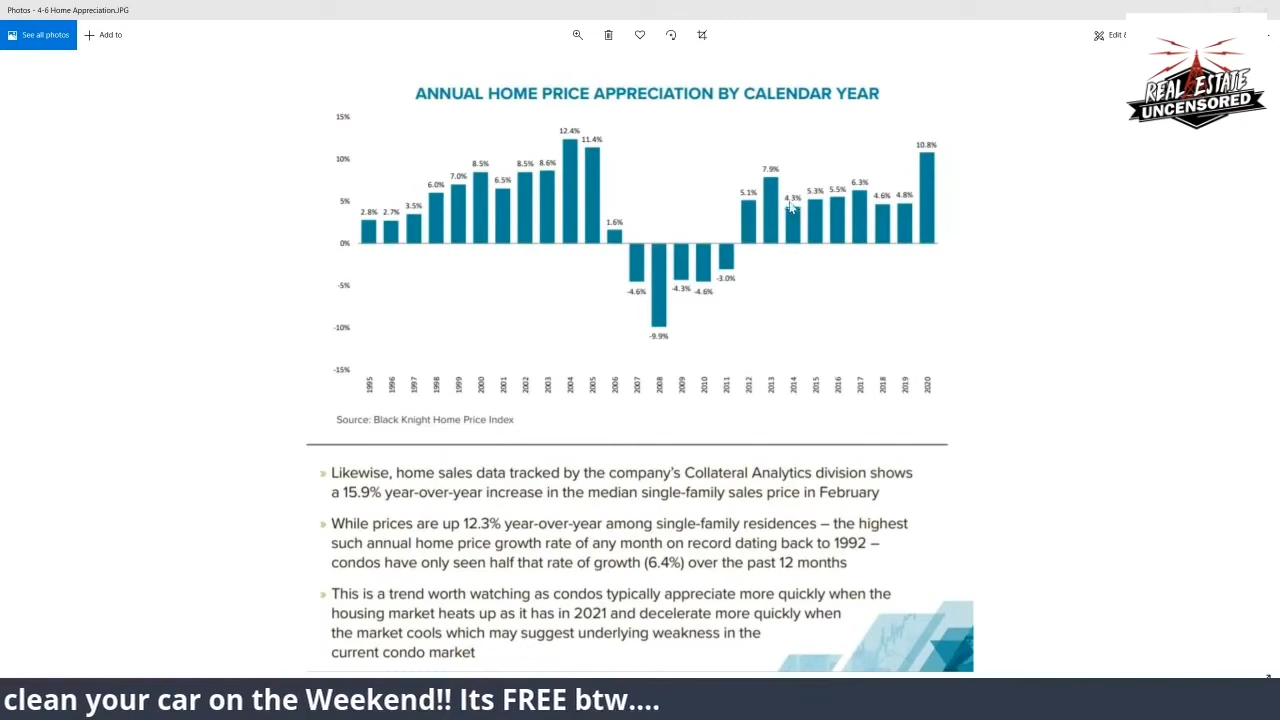 Photos - 4-6 Home AppreciationJPG
See all photos
Add to
Edit &
REAL ESTATE
UNCENSORED
ANNUAL HOME PRICE APPRECIATION BY CALENDAR YEAR
15%
10%
5%
0%
-5%
-10%
-15%
2.8% 2.7% 3.5% 6.0% 7.0% 8.5% 6.5% 8.5% 8.6% 12.4% 11.4% 1.6% -4.6% -9.9% -4.3% -4.6% -3.0% 5.1% 7.9% 4.3% 5.3% 5.5% 6.3% 4.6% 4.8% 10.8%
1995 1996 1997 1998 1999 2000 2001 2002 2003 2004 2005 2006 2007 2008 2009 2010 2011 2012 2013 2014 2015 2016 2017 2018 2019 2020
Source: Black Knight Home Price Index
» Likewise, home sales data tracked by the company's Collateral Analytics division shows
a 15.9% year-over-year increase in the median single-family sales price in February
» While prices are up 12.3% year-over-year among single-family residences – the highest
such annual home price growth rate of any month on record dating back to 1992 –
condos have only seen half that rate of growth (6.4%) over the past 12 months
» This is a trend worth watching as condos typically appreciate more quickly when the
housing market heats up as it has in 2021 and decelerate more quickly when
the market cools which may suggest underlying weakness in the
current condo market
clean your car on the Weekend!! Its FREE btw....